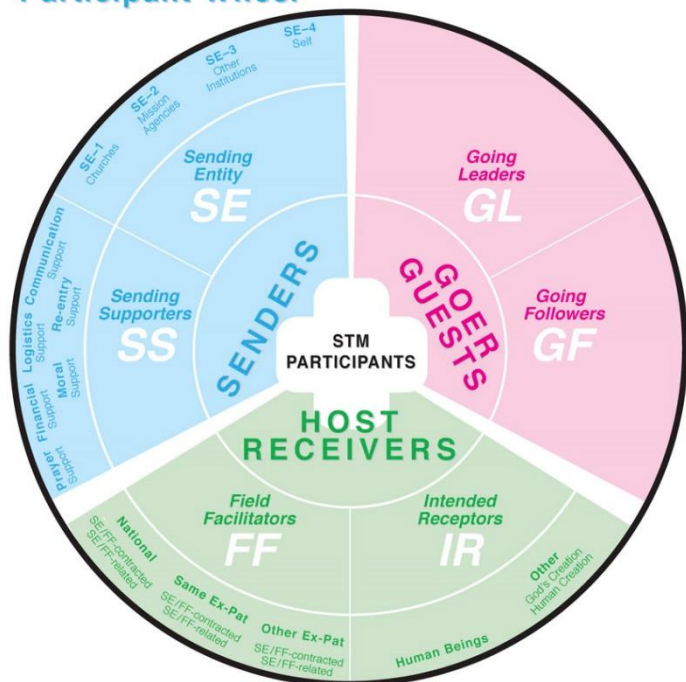 Participant Wheel
SE–1
Churches
SE–2
Mission
Agencies
SE–3
Other
Institutions
SE–4
Self
Sending
Entity
SE
Communication
Support
Re-entry
Support
Logistics
Support
Moral
Support
Financial
Support
Prayer
Support
Sending
Supporters
SS
SENDERS
Going
Leaders
GL
Going
Followers
GF
GOER
GUESTS
STM
PARTICIPANTS
HOST
RECEIVERS
Field
Facilitators
FF
Intended
Receptors
IR
National
SE/FF-contracted
SE/FF-related
Same Ex-Pat
SE/FF-contracted
SE/FF-related
Other Ex-Pat
SE/FF-contracted
SE/FF-related
Human Beings
Other
God's Creation
Human Creation